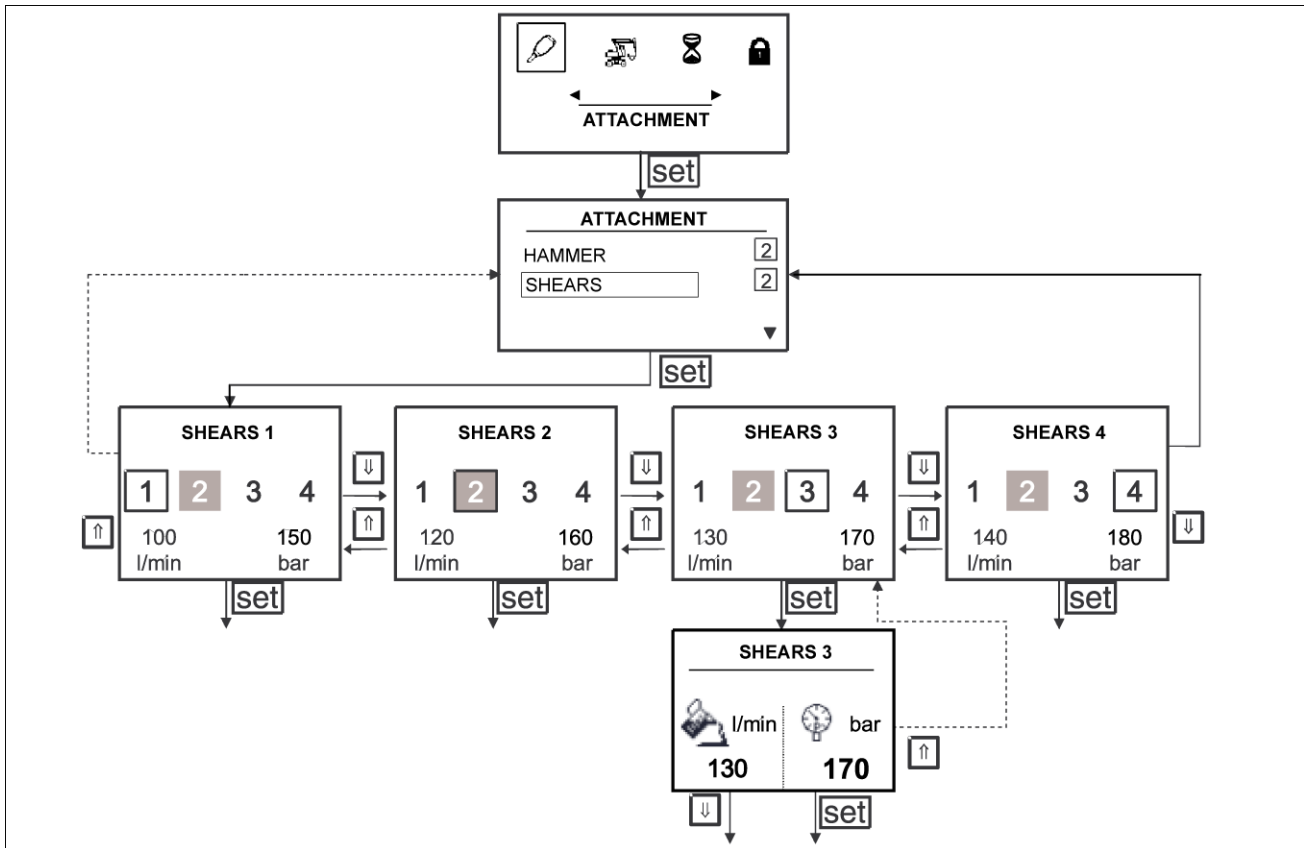 ATTACHMENT
set
ATTACHMENT
HAMMER 2
SHEARS 2
set
SHEARS 1
1 2 3 4
100 150
l/min bar
set
SHEARS 2
1 2 3 4
120 160
l/min bar
set
SHEARS 3
1 2 3 4
130 170
l/min bar
set
SHEARS 4
1 2 3 4
140 180
l/min bar
set
SHEARS 3
l/min bar
130 170
set